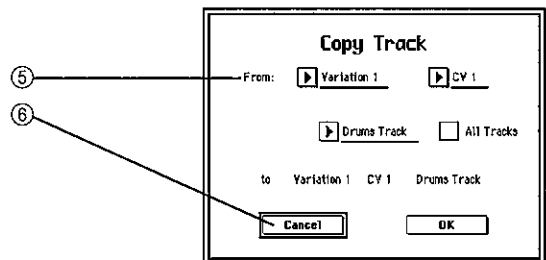 Copy Track
⑤ From: Variation 1 CV 1
⑥
Drums Track All Tracks
to Variation 1 CV 1 Drums Track
Cancel OK